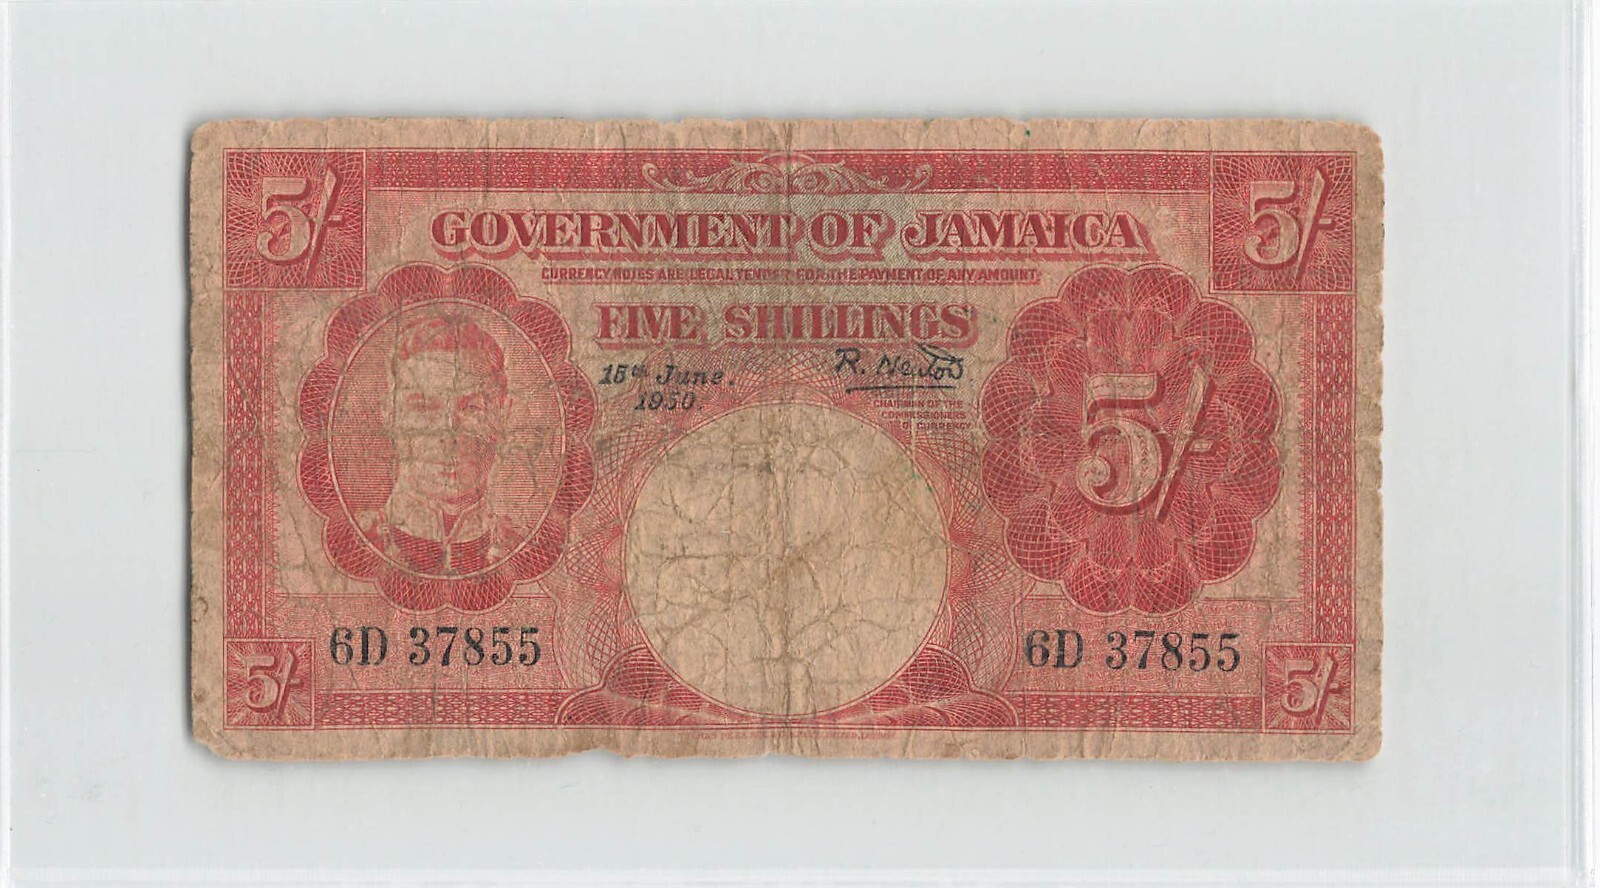 5/- 5/-
GOVERNMENT OF JAMAICA
CURRENCY NOTES ARE LEGAL TENDER FOR THE PAYMENT OF ANY AMOUNT.
FIVE SHILLINGS
15th June. 1950.
R. Newton
CHAIRMAN OF THE
COMMISSIONERS
OF CURRENCY
5/-
6D 37855 6D 37855
5/- 5/-